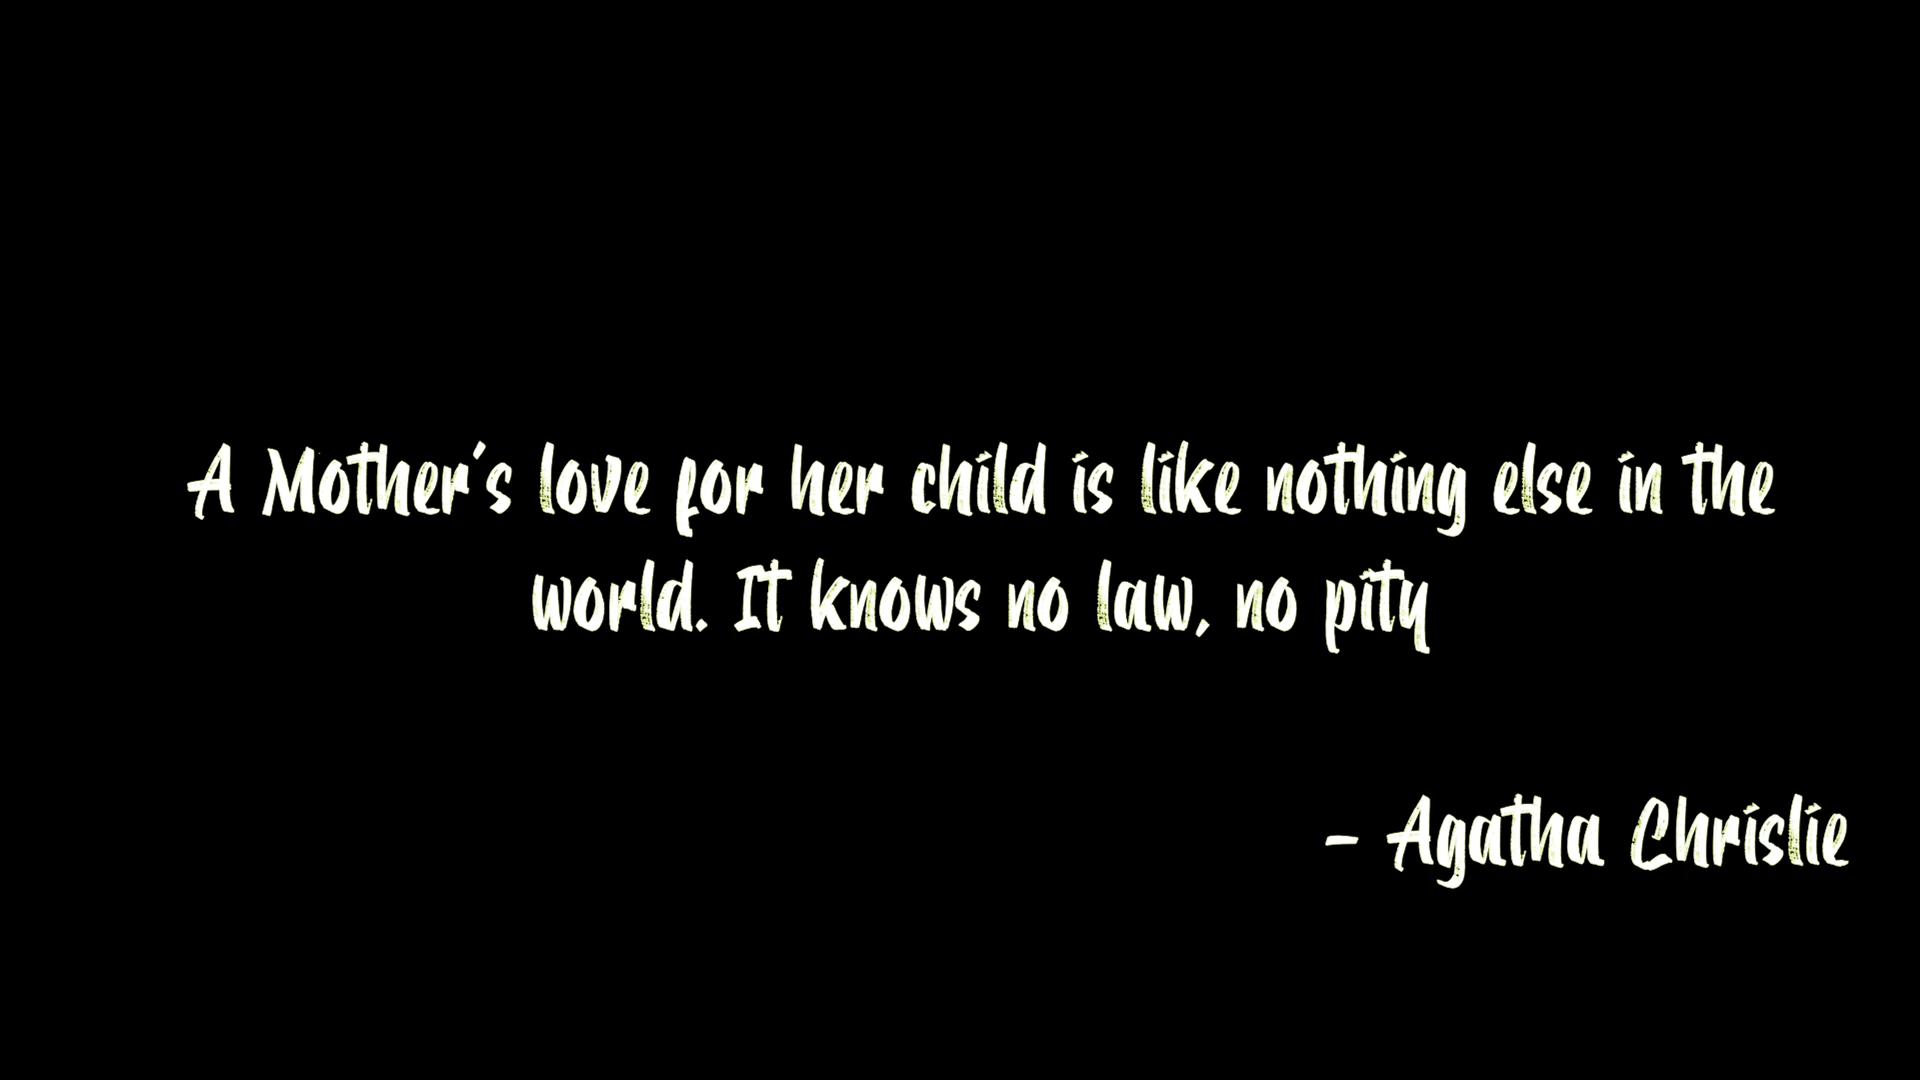 A Mother's love for her child is like nothing else in the
world. It knows no law, no pity
- Agatha Chrislie